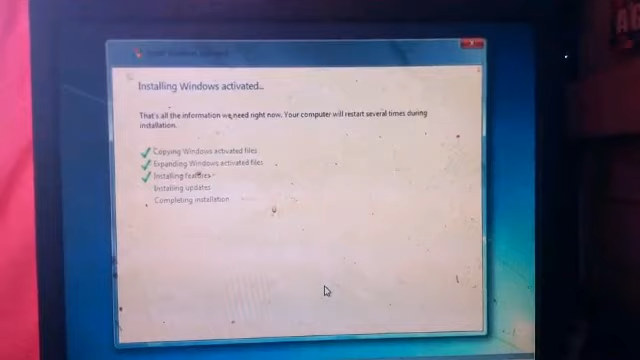 Installing Windows activated...
That's all the information we need right now. Your computer will restart several times during
installation.
Copying Windows activated files
Expanding Windows activated files
Installing features
Installing updates
Completing installation